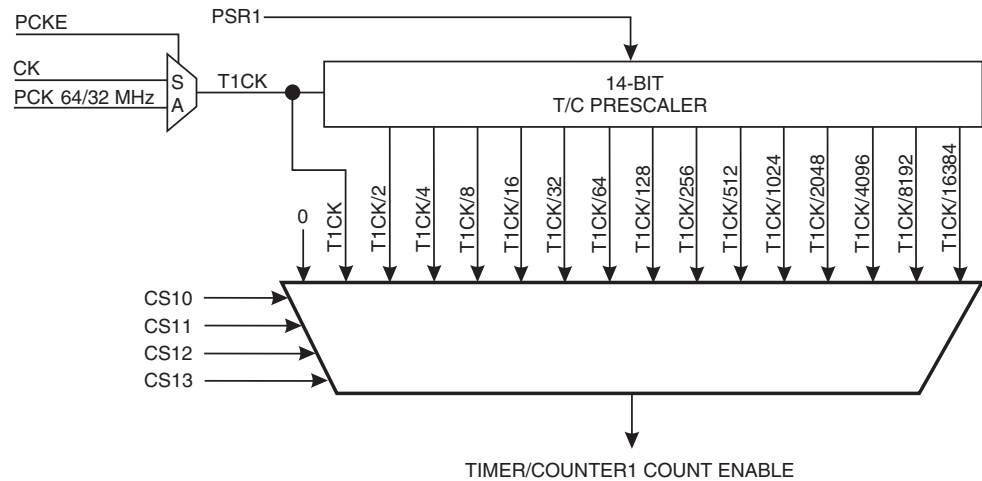 PCKE
PSR1
CK
PCK 64/32 MHz
S
A
T1CK
14-BIT
T/C PRESCALER
0
T1CK
T1CK/2
T1CK/4
T1CK/8
T1CK/16
T1CK/32
T1CK/64
T1CK/128
T1CK/256
T1CK/512
T1CK/1024
T1CK/2048
T1CK/4096
T1CK/8192
T1CK/16384
CS10
CS11
CS12
CS13
TIMER/COUNTER1 COUNT ENABLE